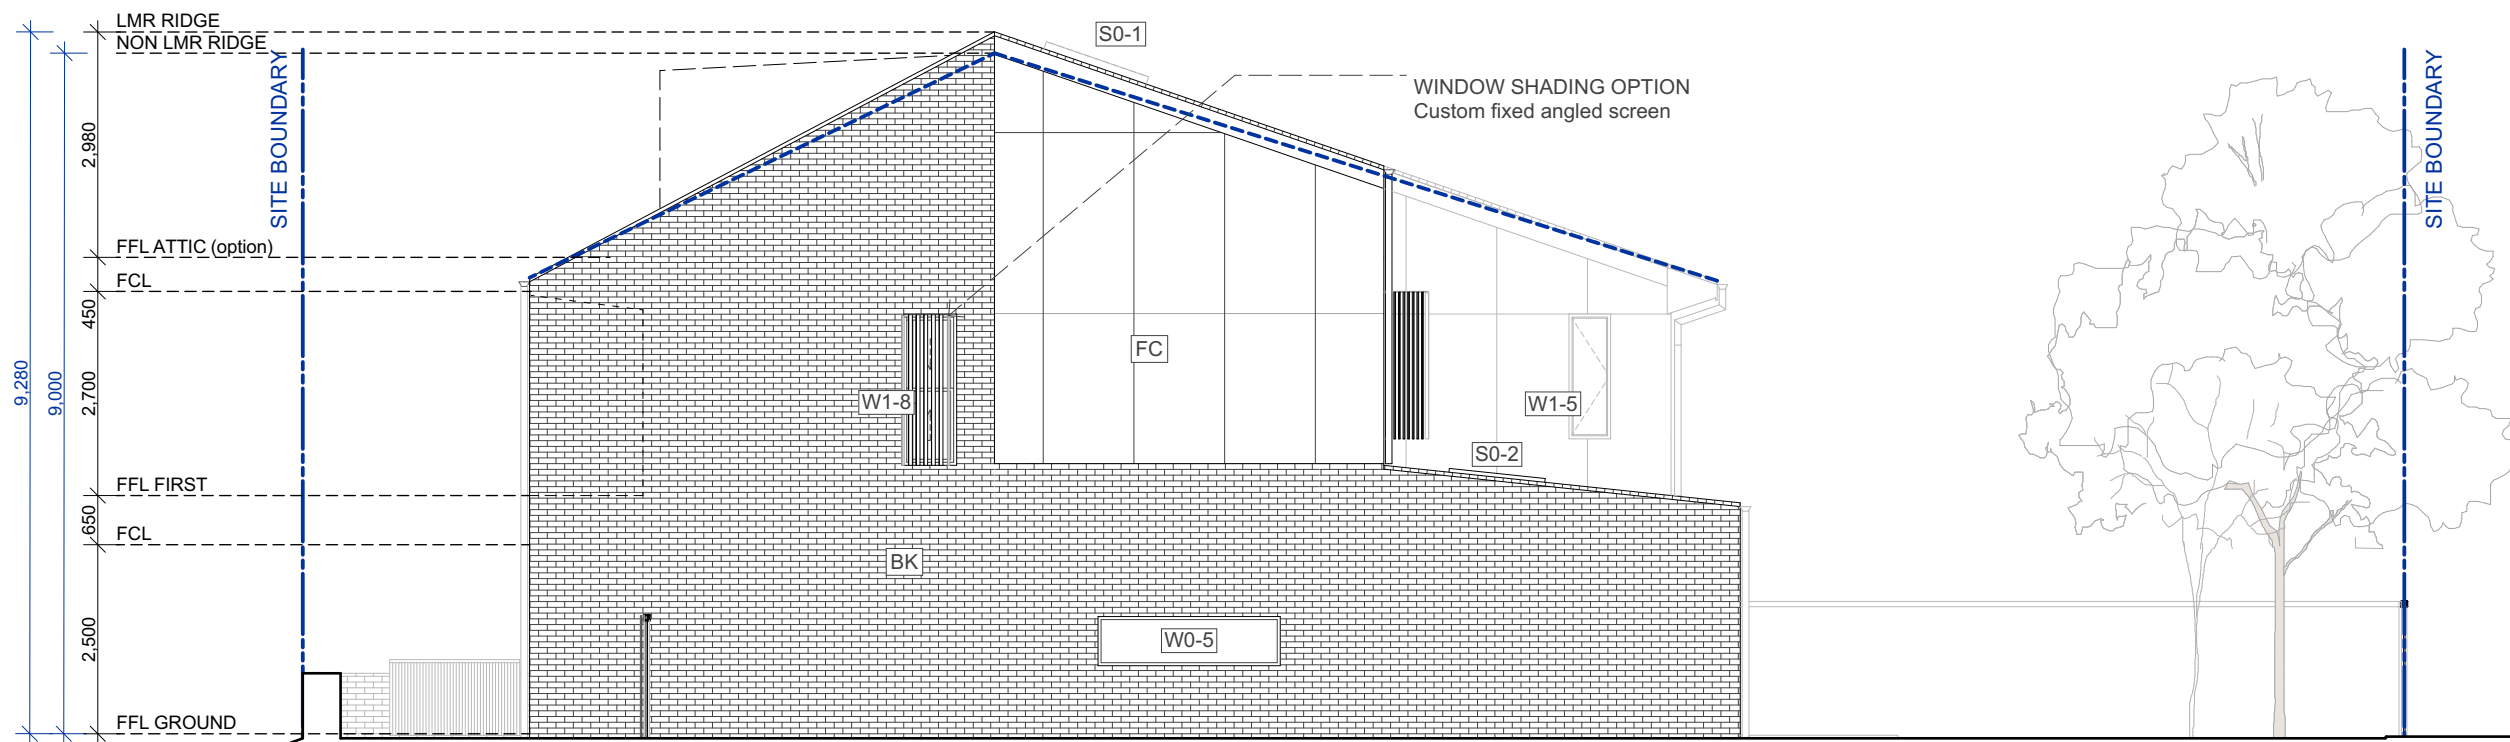 LMR RIDGE
NON LMR RIDGE
S0-1
SITE BOUNDARY
WINDOW SHADING OPTION
Custom fixed angled screen
SITE BOUNDARY
2,980
FFL ATTIC (option)
FCL
450
9,280
9,000
2,700
FC
W1-8
W1-5
S0-2
FFL FIRST
650
FCL
BK
2,500
W0-5
FFL GROUND